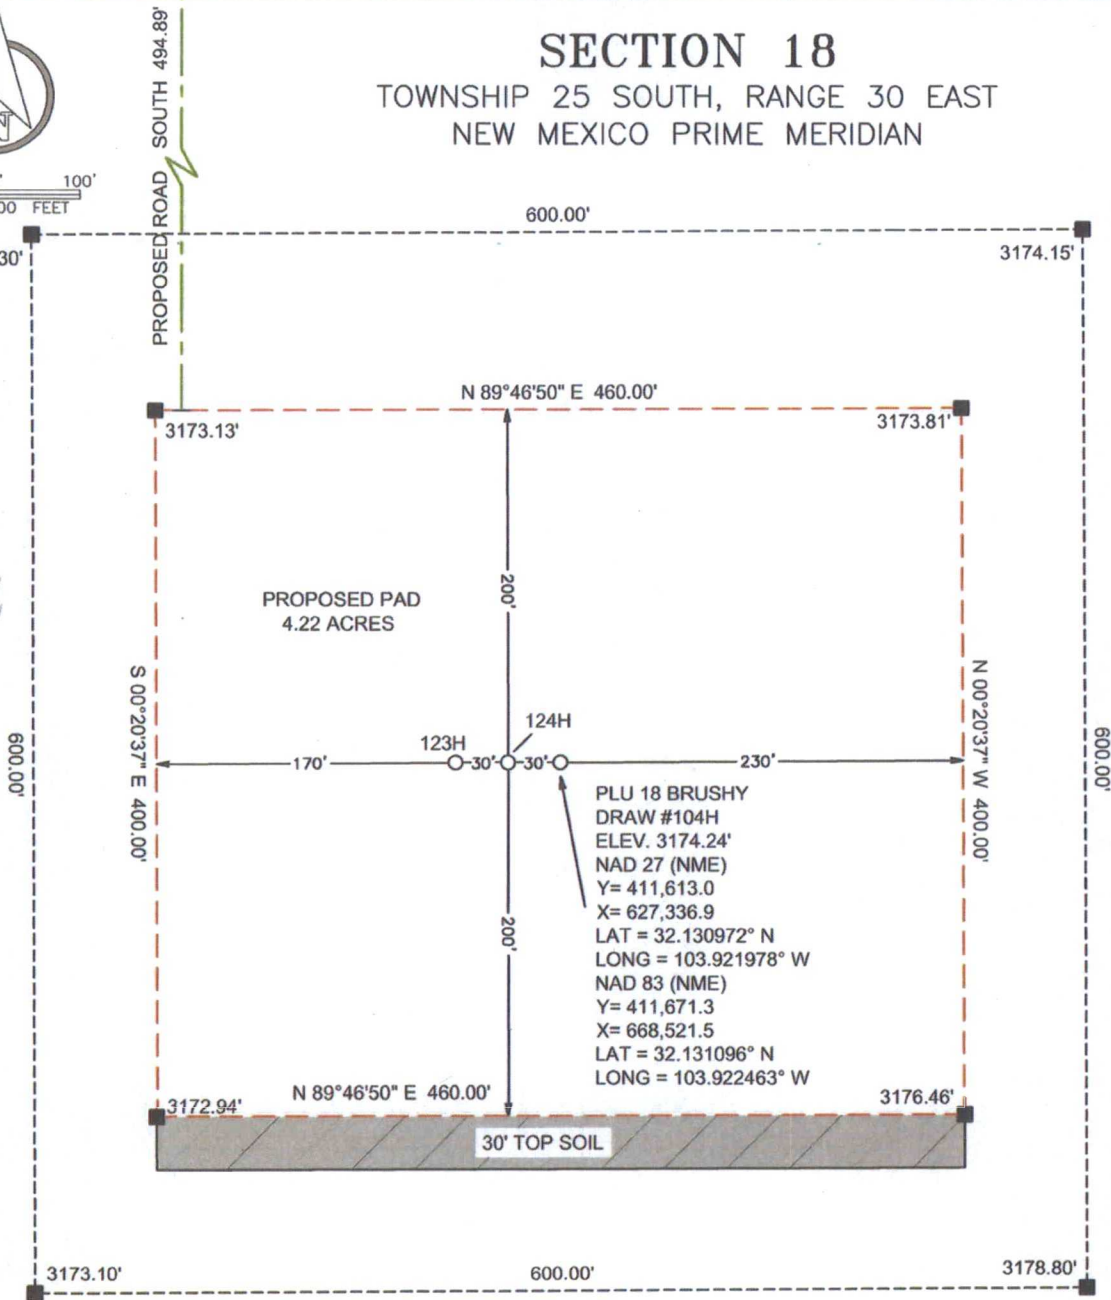 SECTION 18
TOWNSHIP 25 SOUTH, RANGE 30 EAST
NEW MEXICO PRIME MERIDIAN
PROPOSED ROAD SOUTH 494.89'
N
100'
FEET
600.00'
30'
3174.15'
N 89°46'50" E 460.00'
3173.13'
3173.81'
200'
PROPOSED PAD
4.22 ACRES
S 00°20'37" E 400.00'
N 00°20'37" W 400.00'
600.00'
600.00'
124H
123H
170'
30'
30'
230'
PLU 18 BRUSHY
DRAW #104H
ELEV. 3174.24'
NAD 27 (NME)
Y= 411,613.0
X= 627,336.9
LAT = 32.130972° N
LONG = 103.921978° W
NAD 83 (NME)
Y= 411,671.3
X= 668,521.5
LAT = 32.131096° N
LONG = 103.922463° W
200'
N 89°46'50" E 460.00'
3172.94'
3176.46'
30' TOP SOIL
3173.10'
600.00'
3178.80'